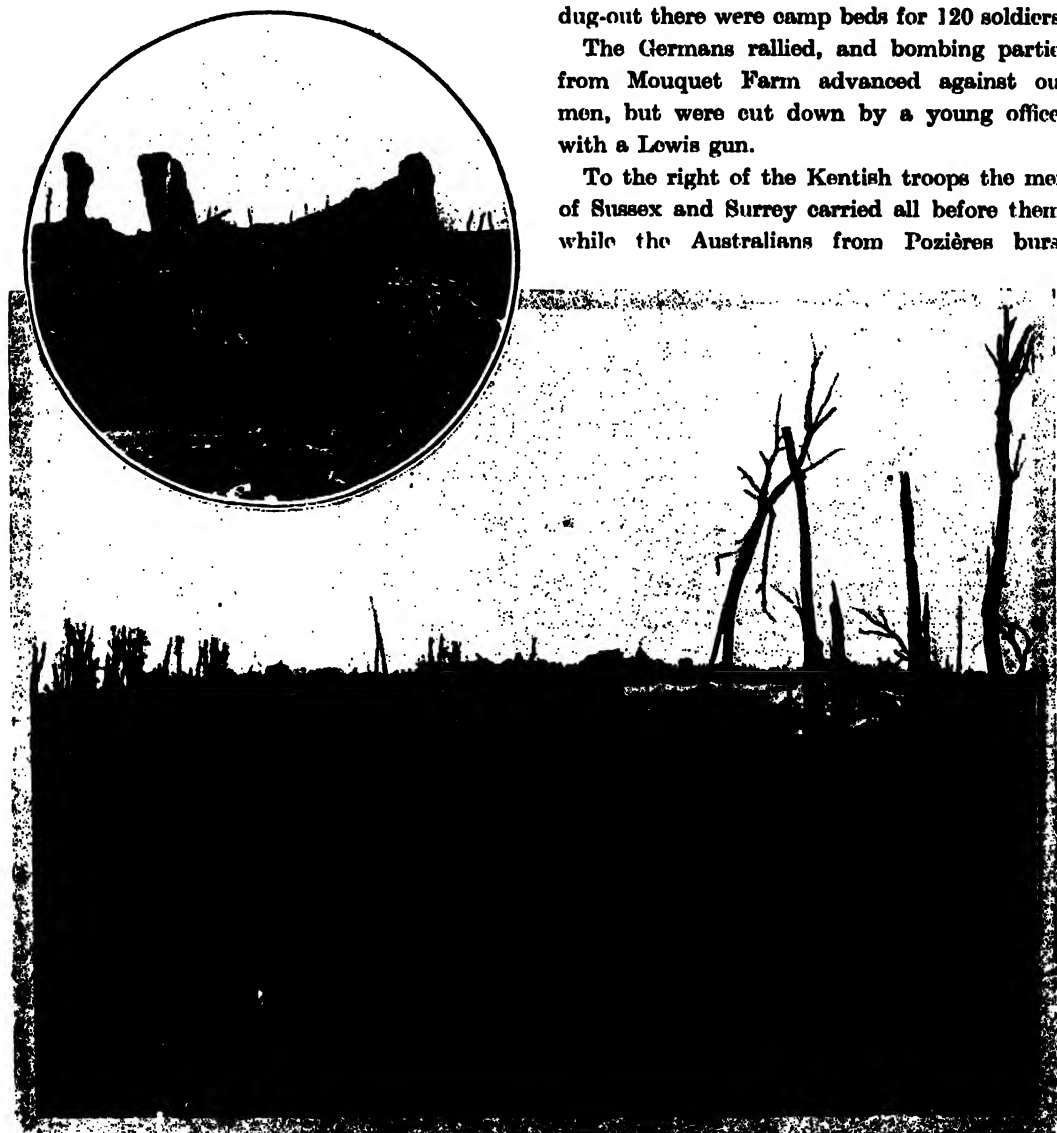 dug-out there were camp beds for 120 soldiers
The Germans rallied, and bombing partie
from Mouquet Farm advanced against ou
men, but were cut down by a young office
with a Lewis gun.
To the right of the Kentish troops the me
of Sussex and Surrey carried all before them
while the Australians from Pozières burs